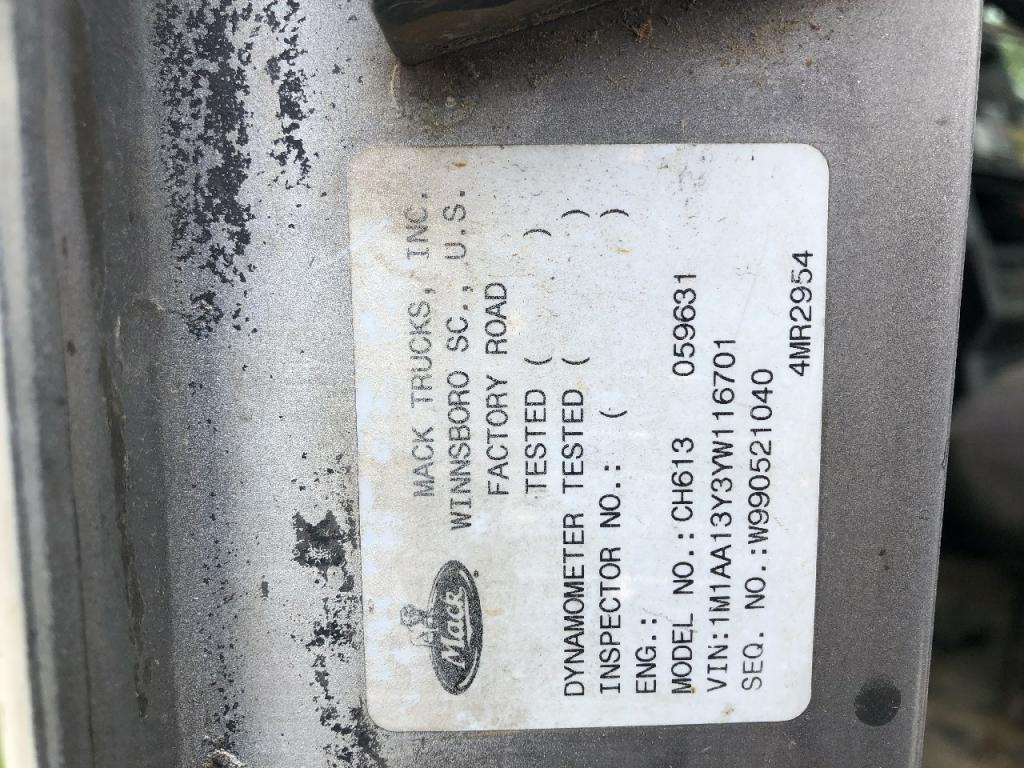 Mack
MACK TRUCKS, INC.
WINNSBORO SC., U.S.
FACTORY ROAD
TESTED ( )
DYNAMOMETER TESTED ( )
INSPECTOR NO.: ( )
ENG.:
MODEL NO.: CH613 059631
VIN:1M1AA13Y3YW116701
SEQ. NO.:W990521040
4MR2954